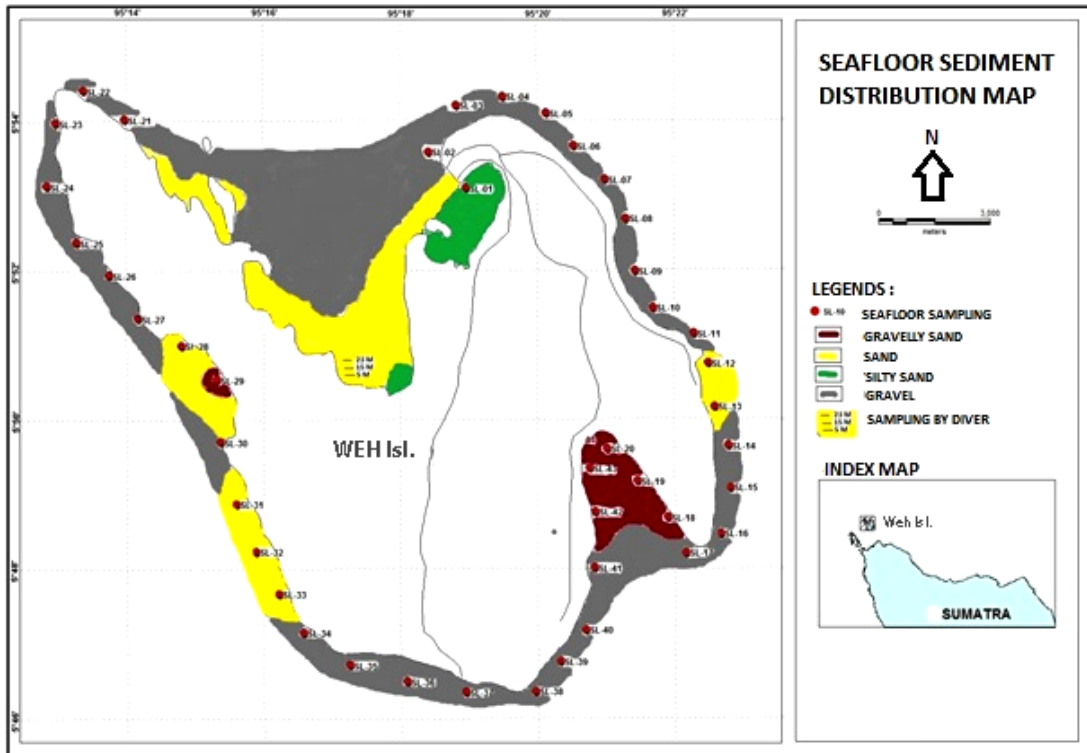 95°14'
95°16'
95°18'
95°20'
95°22'
5°54'
5°52'
5°50'
5°48'
5°46'
SL-22
SL-23
SL-21
SL-24
SL-25
SL-26
SL-27
SL-28
SL-29
SL-30
SL-31
SL-32
SL-33
SL-34
SL-35
SL-36
SL-37
SL-38
SL-39
SL-40
SL-41
SL-42
SL-43
SL-20
SL-19
SL-18
SL-17
SL-16
SL-15
SL-14
SL-13
SL-12
SL-11
SL-10
SL-09
SL-08
SL-07
SL-06
SL-05
SL-04
SL-03
SL-02
SL-01
5 M
WEH Isl.
SEAFLOOR SEDIMENT
DISTRIBUTION MAP
N
0 3,000
meters
LEGENDS :
SL-10 SEAFLOOR SAMPLING
GRAVELLY SAND
SAND
SILTY SAND
GRAVEL
SAMPLING BY DIVER
INDEX MAP
Weh Isl.
SUMATRA